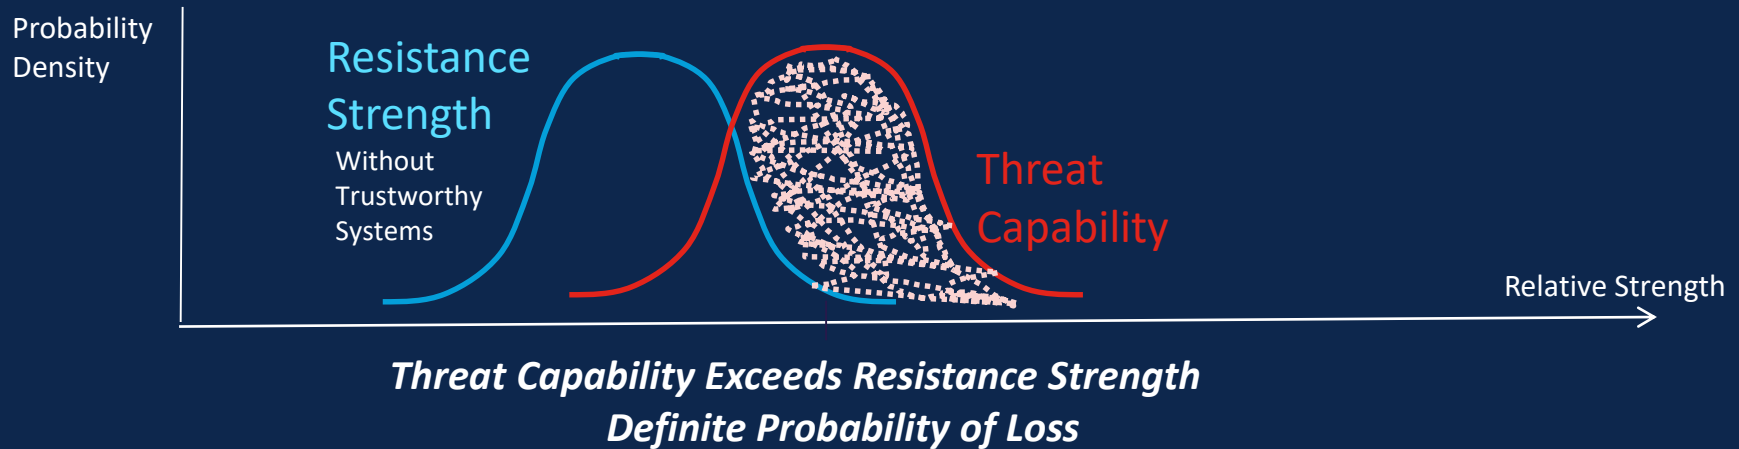 Probability
Density
Resistance
Strength
Without
Trustworthy
Systems
Threat
Capability
Relative Strength
Threat Capability Exceeds Resistance Strength
Definite Probability of Loss